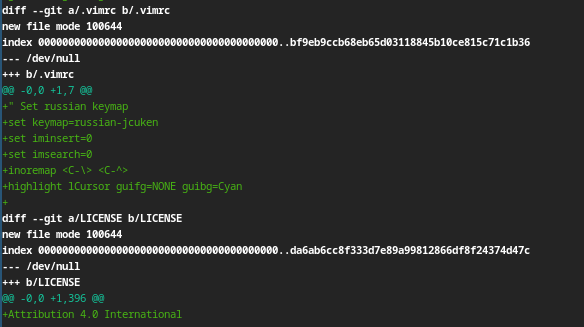 diff --git a/.vimrc b/.vimrc
new file mode 100644
index 0000000000000000000000000000000000000000..bf9eb9ccb68eb65d03118845b10ce815c71c1b36
--- /dev/null
+++ b/.vimrc
@@ -0,0 +1,7 @@
+" Set russian keymap
+set keymap=russian-jcuken
+set iminsert=0
+set imsearch=0
+inoremap <C-\> <C-^>
+highlight lCursor guifg=NONE guibg=Cyan
+
diff --git a/LICENSE b/LICENSE
new file mode 100644
index 0000000000000000000000000000000000000000..da6ab6cc8f333d7e89a99812866df8f24374d47c
--- /dev/null
+++ b/LICENSE
@@ -0,0 +1,396 @@
+Attribution 4.0 International